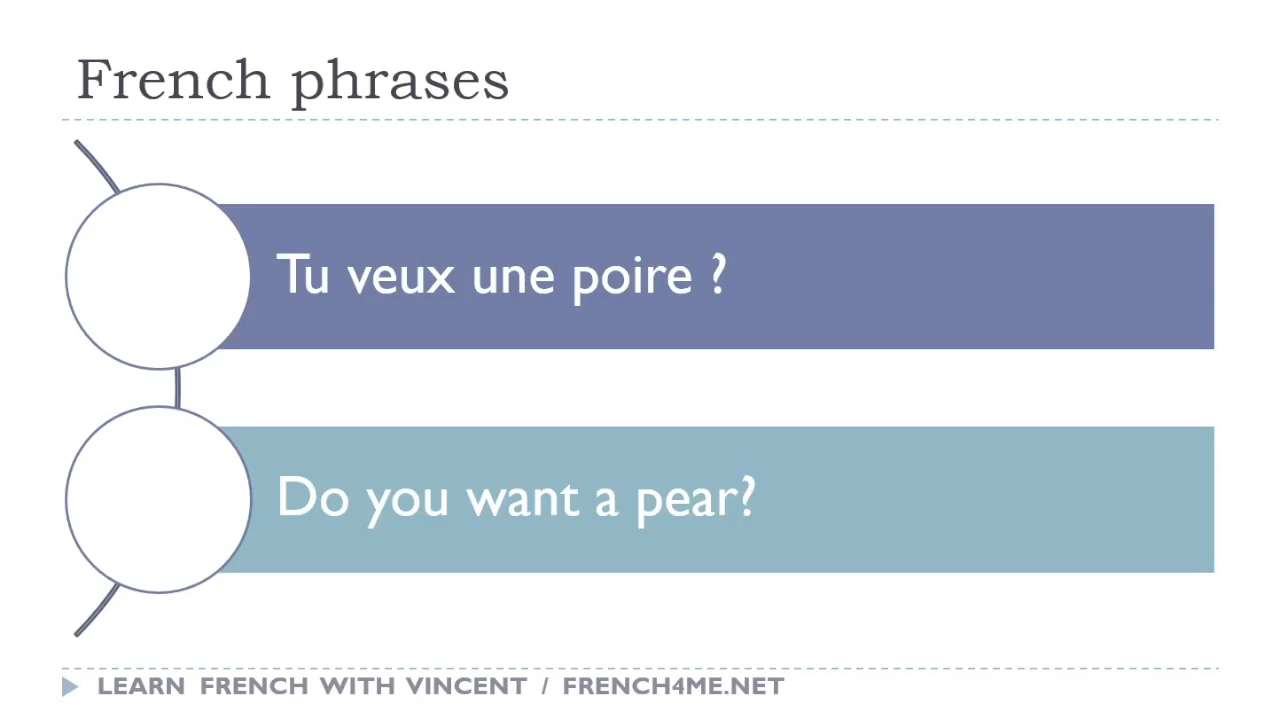 French phrases
Tu veux une poire ?
Do you want a pear?
LEARN FRENCH WITH VINCENT / FRENCH4ME.NET